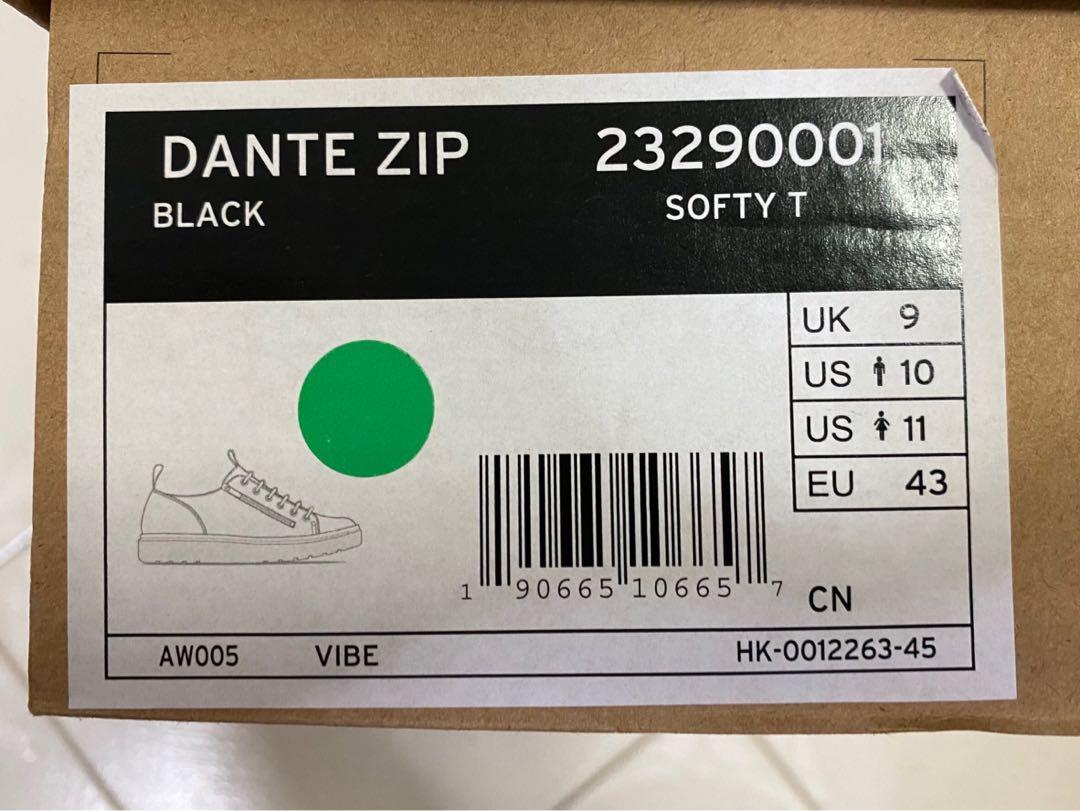 DANTE ZIP 23290001
BLACK SOFTY T
UK 9
US 10
US 11
EU 43
1 90665 10665 7
CN
AW005 VIBE HK-0012263-45